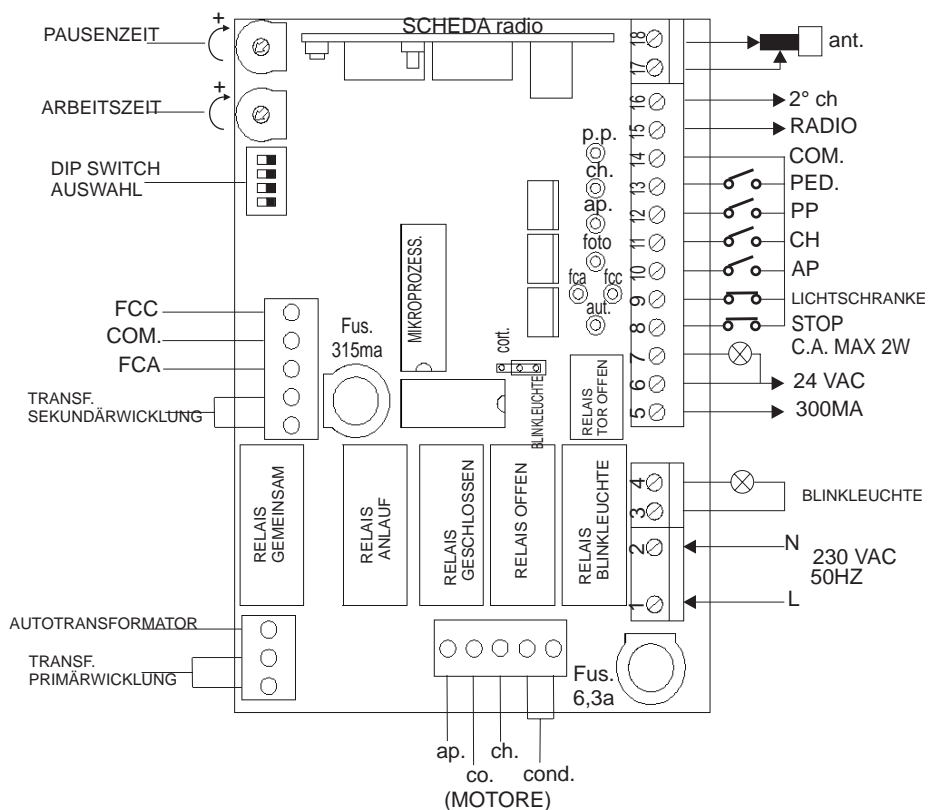 SCHEDA radio
PAUSENZEIT
+
ARBEITSZEIT
+
DIP SWITCH
AUSWAHL
FCC
COM.
FCA
TRANSF.
SEKUNDÄRWICKLUNG
Fus.
315ma
MIKROPROZESS.
cort.
BLINKLEUCHTE
p.p.
ch.
ap.
foto
fca
fcc
aut.
RELAIS
TOR OFFEN
18
17
16
15
14
13
12
11
10
9
8
7
6
5
4
3
2
1
ant.
2° ch
RADIO
COM.
PED.
PP
CH
AP
LICHTSCHRANKE
STOP
C.A. MAX 2W
24 VAC
300MA
BLINKLEUCHTE
N
230 VAC
50HZ
L
RELAIS
GEMEINSAM
RELAIS
ANLAUF
RELAIS
GESCHLOSSEN
RELAIS OFFEN
RELAIS
BLINKLEUCHTE
AUTOTRANSFORMATOR
TRANSF.
PRIMÄRWICKLUNG
Fus.
6,3a
ap.
co.
ch.
cond.
(MOTORE)